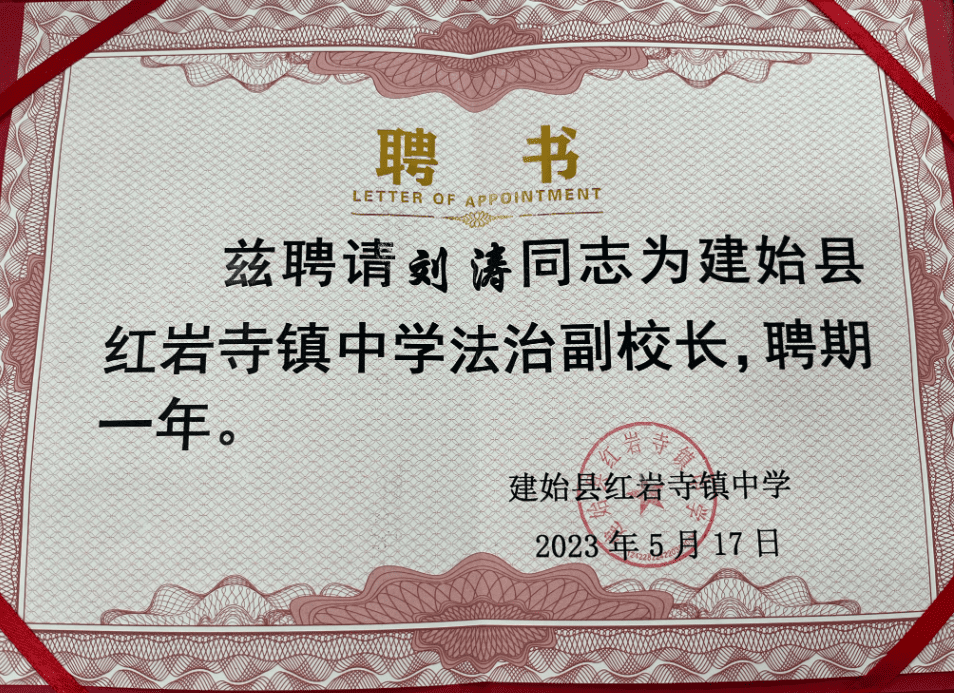 聘 书
LETTER OF APPOINTMENT
兹聘请刘涛同志为建始县
红岩寺镇中学法治副校长,聘期
一年。
建始县红岩寺镇中学
2023年5月17日